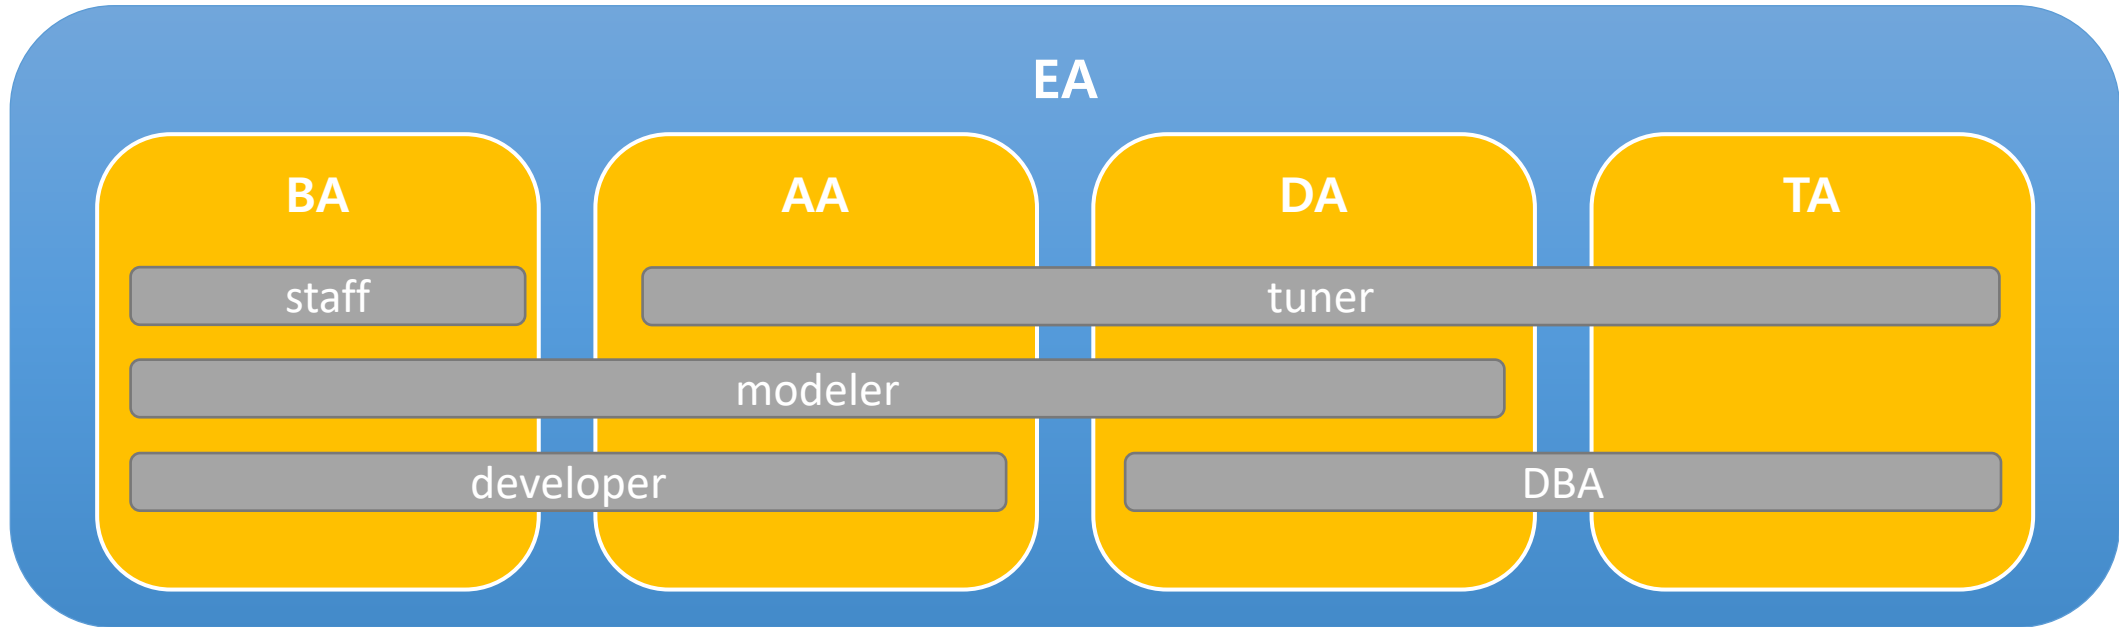 EA
BA
AA
DA
TA
staff
tuner
modeler
developer
DBA